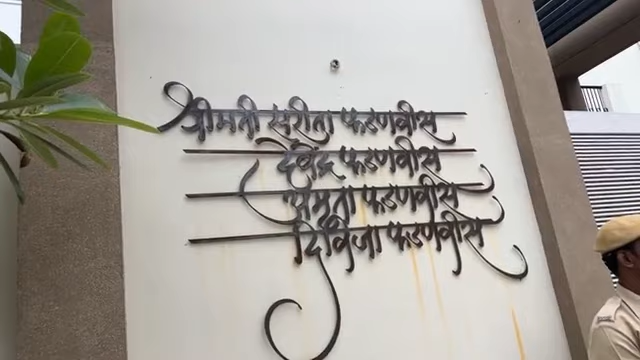 श्रीमती सरीता फडणवीस
देवेंद्र फडणवीस
अमृता फडणवीस
दिविजा फडणवीस